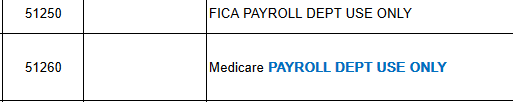 51250 FICA PAYROLL DEPT USE ONLY
51260 Medicare PAYROLL DEPT USE ONLY